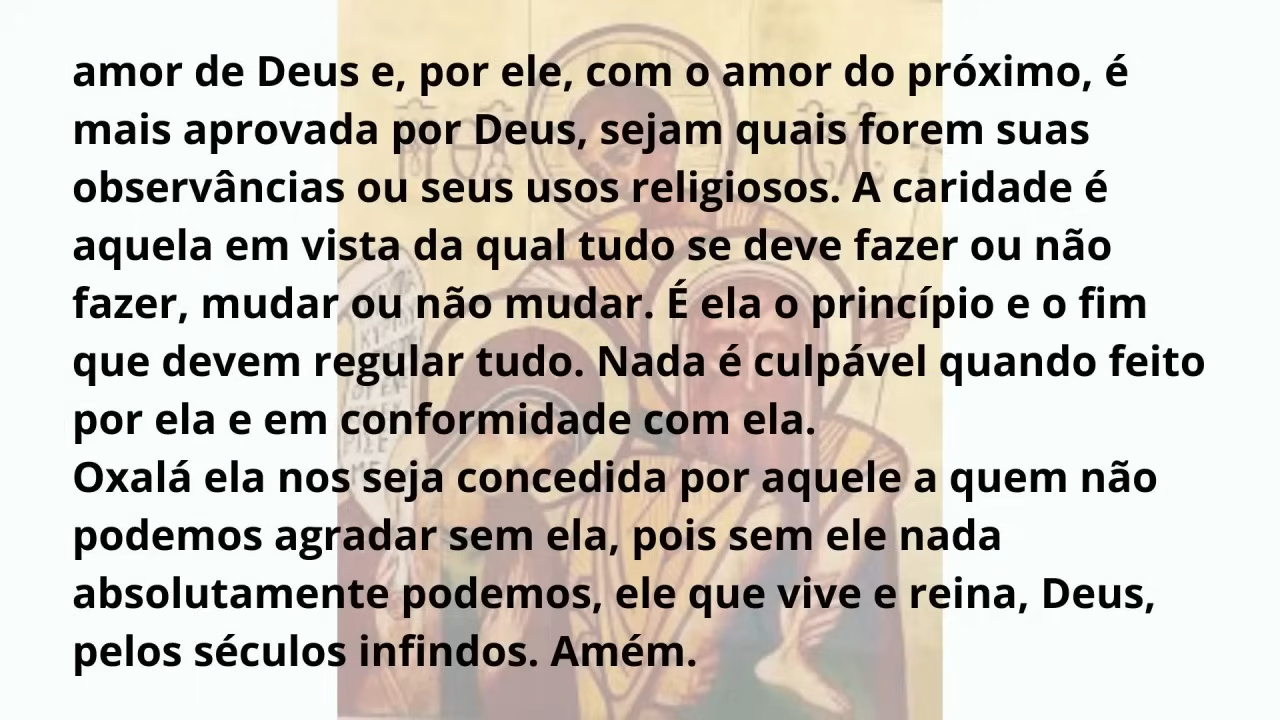 amor de Deus e, por ele, com o amor do próximo, é
mais aprovada por Deus, sejam quais forem suas
observâncias ou seus usos religiosos. A caridade é
aquela em vista da qual tudo se deve fazer ou não
fazer, mudar ou não mudar. É ela o princípio e o fim
que devem regular tudo. Nada é culpável quando feito
por ela e em conformidade com ela.
Oxalá ela nos seja concedida por aquele a quem não
podemos agradar sem ela, pois sem ele nada
absolutamente podemos, ele que vive e reina, Deus,
pelos séculos infindos. Amém.